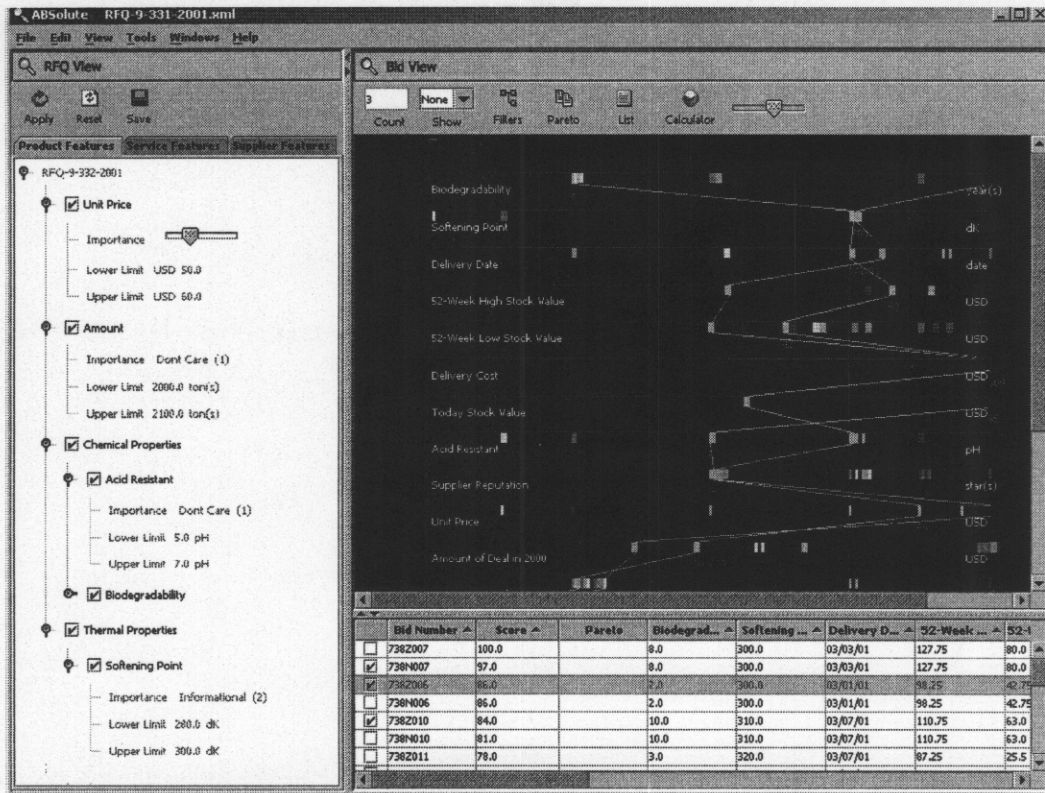 ABSolute RFQ-9-331-2001.xml
File Edit View Tools Windows Help
RFQ View
Apply Reset Save
Product Features Service Features Supplier Features
RFQ-9-332-2001
Unit Price
Importance
Lower Limit USD 50.0
Upper Limit USD 60.0
Amount
Importance Dont Care (1)
Lower Limit 2000.0 ton(s)
Upper Limit 2100.0 ton(s)
Chemical Properties
Acid Resistant
Importance Dont Care (1)
Lower Limit 5.0 pH
Upper Limit 7.0 pH
Biodegradability
Thermal Properties
Softening Point
Importance Informational (2)
Lower Limit 280.0 dK
Upper Limit 300.0 dK
Bid View
3 None
Count Show Filters Pareto List Calculator
Biodegradability year(s)
Softening Point dK
Delivery Date date
52-Week High Stock Value USD
52-Week Low Stock Value USD
Delivery Cost USD
Today Stock Value USD
Acid Resistant pH
Supplier Reputation star(s)
Unit Price USD
Amount of Deal in 2000 USD
Bid Number Score Pareto Biodegrad... Softening ... Delivery D... 52-Week ...
738Z007 100.0 8.0 300.0 03/03/01 127.75 80.0
738N007 97.0 8.0 300.0 03/03/01 127.75 80.0
738Z006 86.0 2.0 300.0 03/01/01 98.25 42.75
738N006 86.0 2.0 300.0 03/01/01 98.25 42.75
738Z010 84.0 10.0 310.0 03/07/01 110.75 63.0
738N010 81.0 10.0 310.0 03/07/01 110.75 63.0
738Z011 78.0 3.0 320.0 03/07/01 87.25 25.5